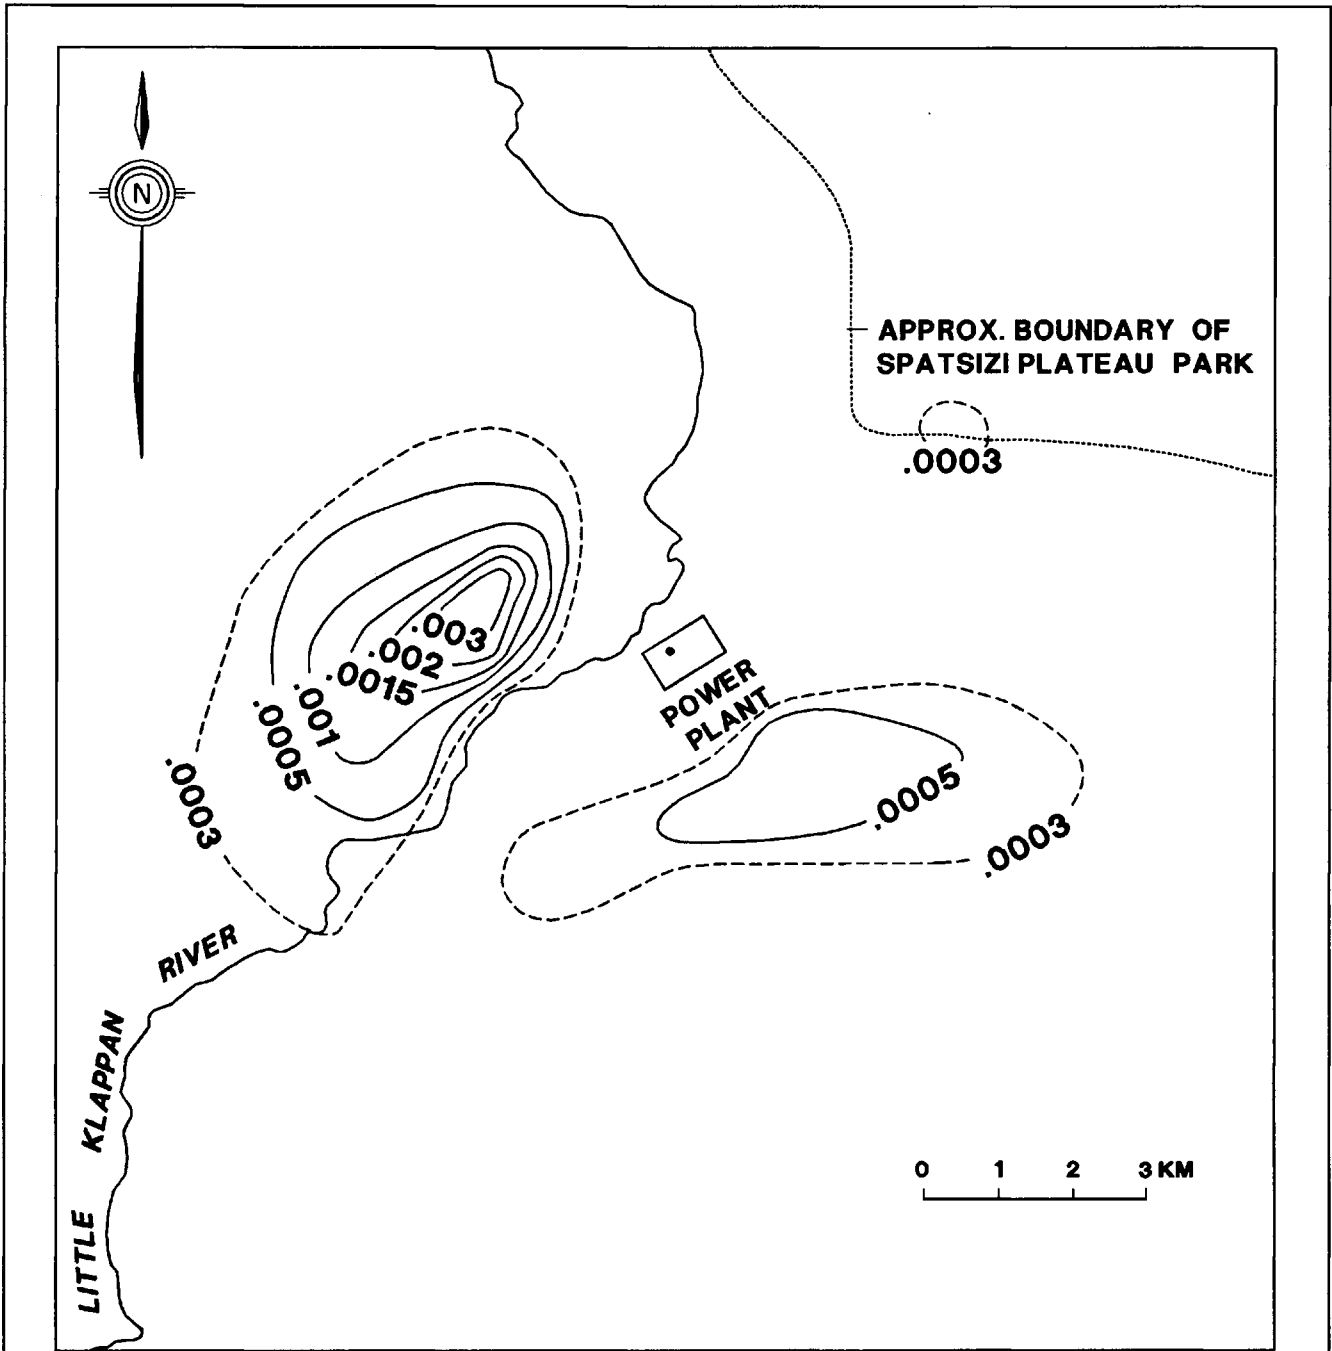 N
APPROX. BOUNDARY OF
SPATSIZI PLATEAU PARK
.0003
.003
.002
.0015
.001
.0005
.0003
POWER
PLANT
.0005
.0003
RIVER
KLAPPAN
LITTLE
0 1 2 3 KM